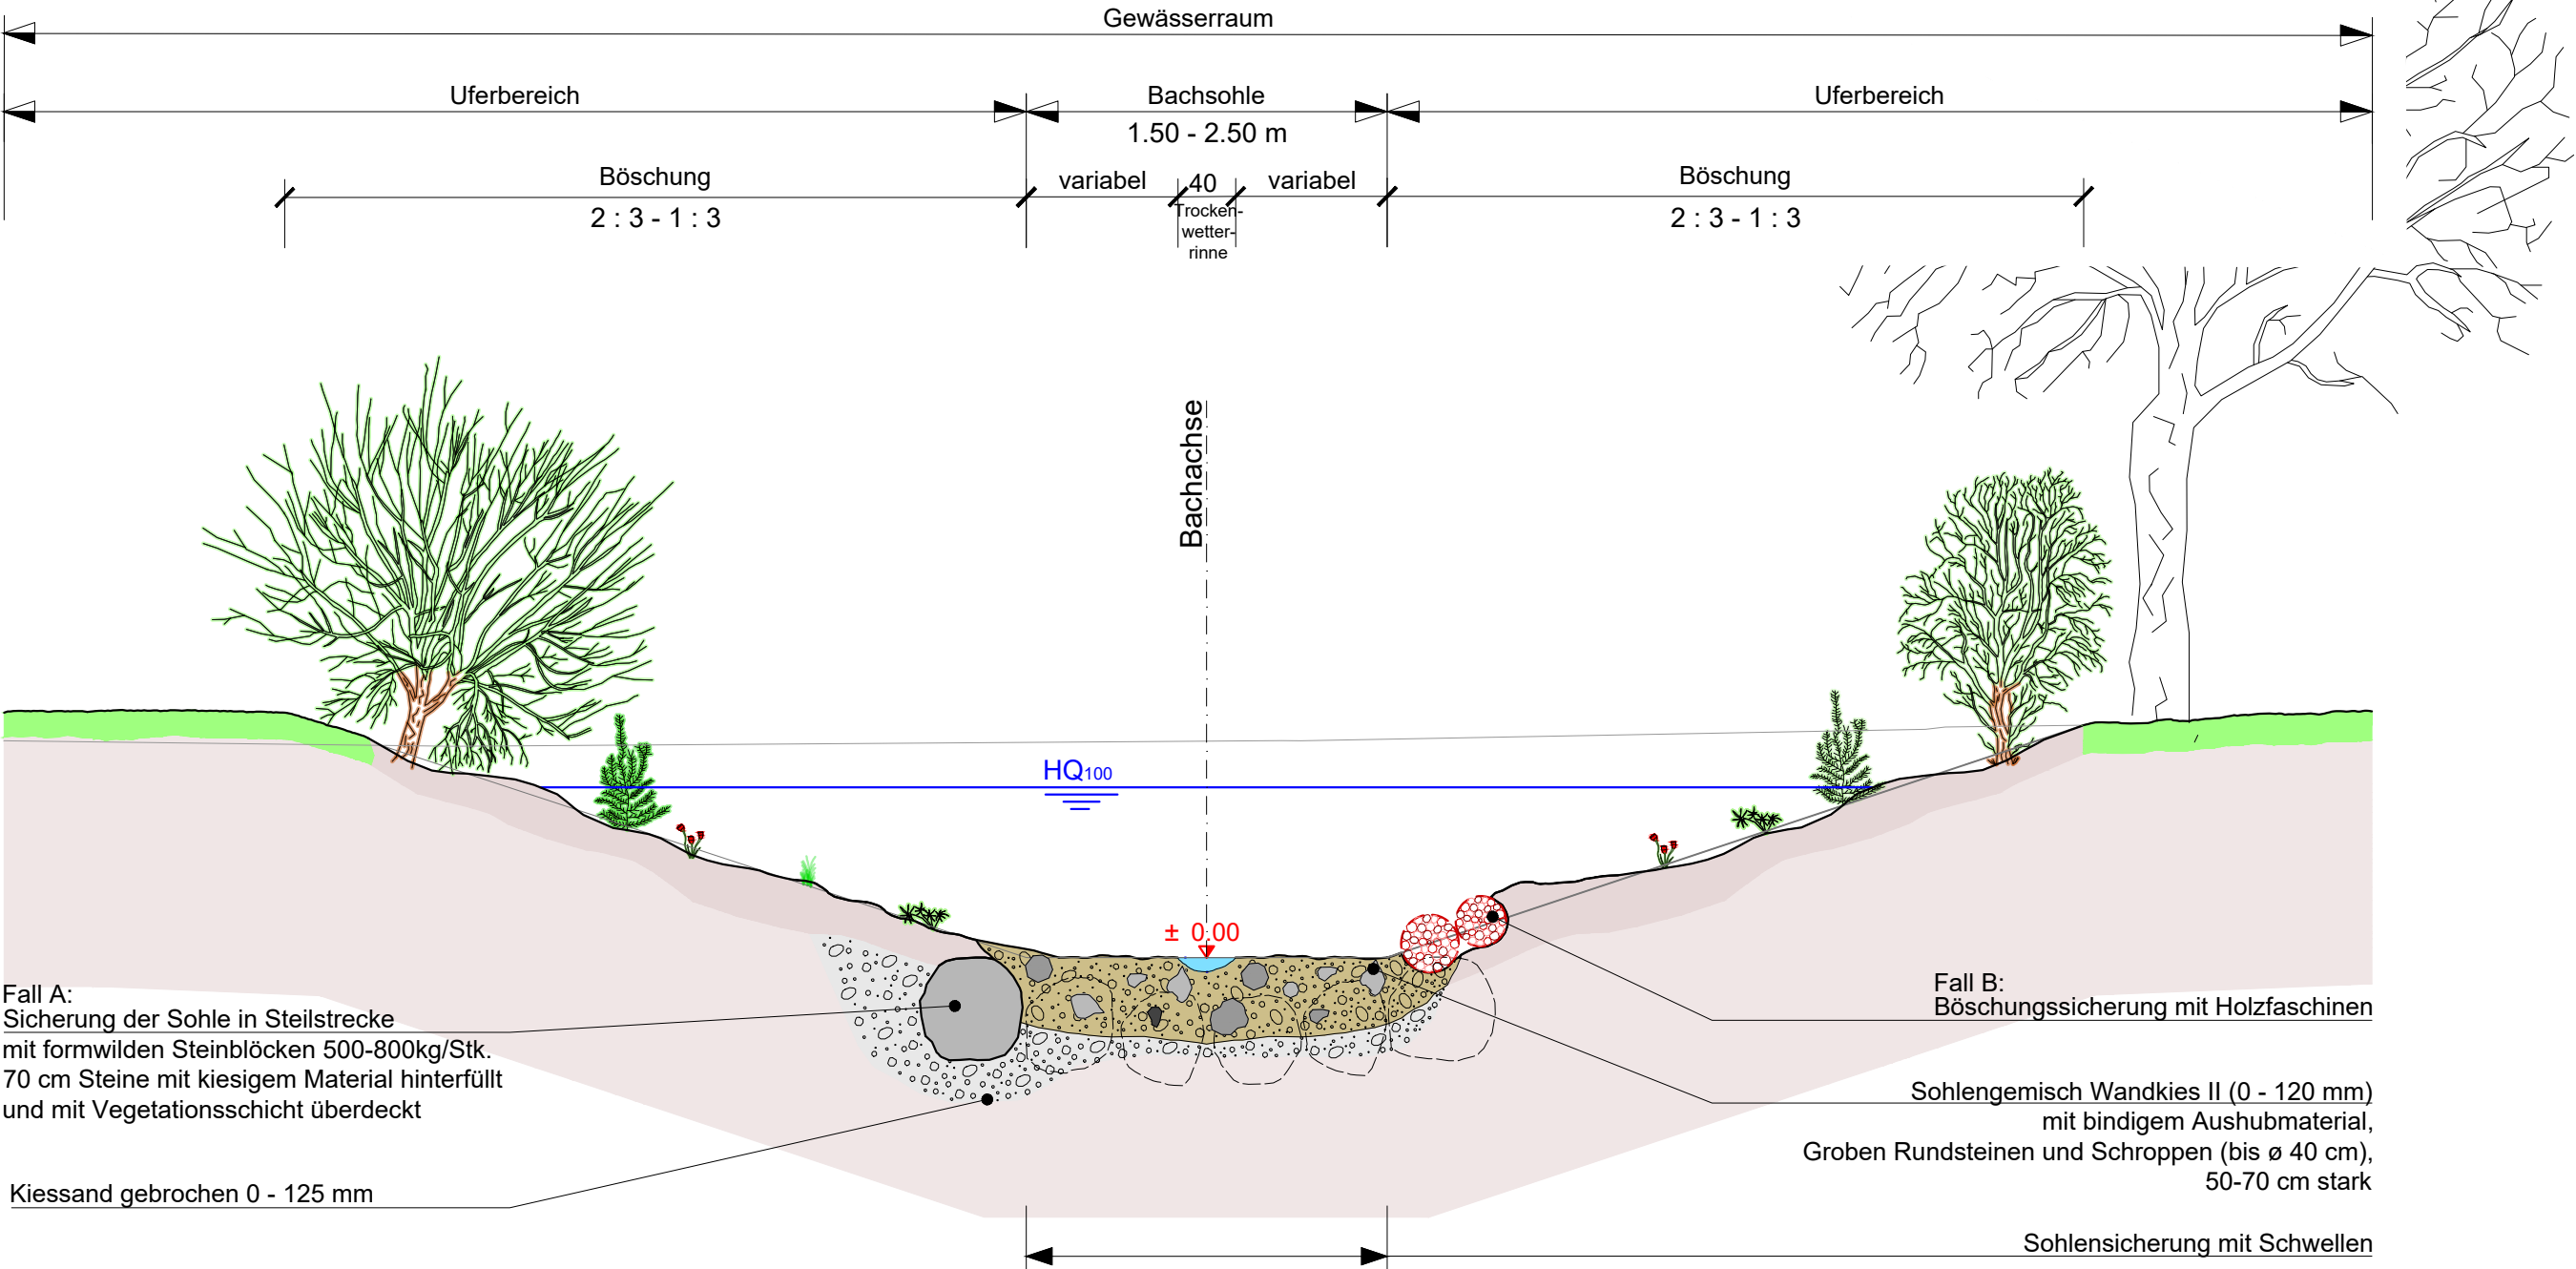 Gewässerraum
Uferbereich
Bachsohle
Uferbereich
1.50 - 2.50 m
Böschung
variabel
40
variabel
Böschung
2 : 3 - 1 : 3
Trocken-
wetter-
rinne
2 : 3 - 1 : 3
Bachachse
HQ100
± 0.00
Fall A:
Sicherung der Sohle in Steilstrecke
mit formwilden Steinblöcken 500-800kg/Stk.
70 cm Steine mit kiesigem Material hinterfüllt
und mit Vegetationsschicht überdeckt
Kiessand gebrochen 0 - 125 mm
Fall B:
Böschungssicherung mit Holzfaschinen
Sohlengemisch Wandkies II (0 - 120 mm)
mit bindigem Aushubmaterial,
Groben Rundsteinen und Schroppen (bis ø 40 cm),
50-70 cm stark
Sohlensicherung mit Schwellen